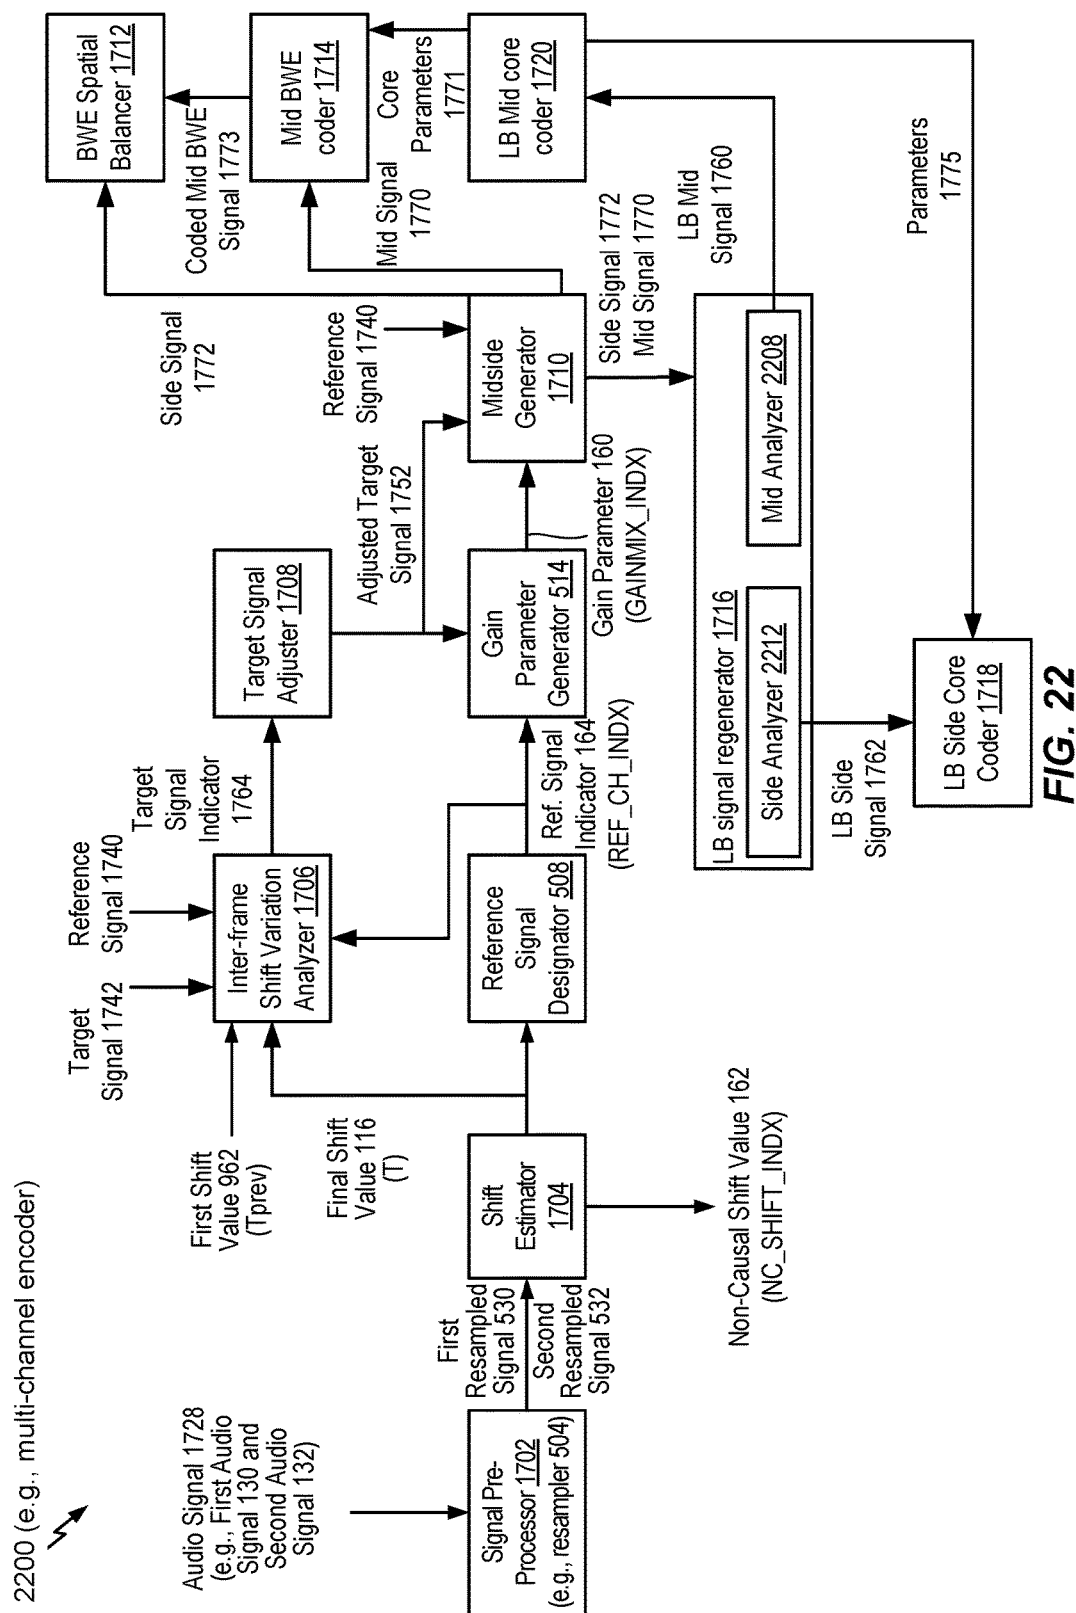 2200 (e.g., multi-channel encoder)
Audio Signal 1728
(e.g., First Audio
Signal 130 and
Second Audio
Signal 132)
Signal Pre-
Processor 1702
(e.g., resampler 504)
First
Resampled
Signal 530
Second
Resampled
Signal 532
Shift
Estimator
1704
Non-Causal Shift Value 162
(NC_SHIFT_INDX)
First Shift
Value 962
(Tprev)
Final Shift
Value 116
(T)
Target
Signal 1742
Reference
Signal 1740
Inter-frame
Shift Variation
Analyzer 1706
Reference
Signal
Designator 508
Target
Signal
Indicator
1764
Ref. Signal
Indicator 164
(REF_CH_INDX)
Target Signal
Adjuster 1708
Gain
Parameter
Generator 514
Adjusted Target
Signal 1752
Gain Parameter 160
(GAINMIX_INDX)
Reference
Signal 1740
Midside
Generator
1710
Side Signal
1772
Mid Signal
1770
Coded Mid BWE
Signal 1773
BWE Spatial
Balancer 1712
Mid BWE
coder 1714
Core
Parameters
1771
LB Mid core
coder 1720
Side Signal 1772
Mid Signal 1770
LB Mid
Signal 1760
LB signal regenerator 1716
Side Analyzer 2212
Mid Analyzer 2208
LB Side
Signal 1762
Parameters
1775
LB Side Core
Coder 1718
FIG. 22